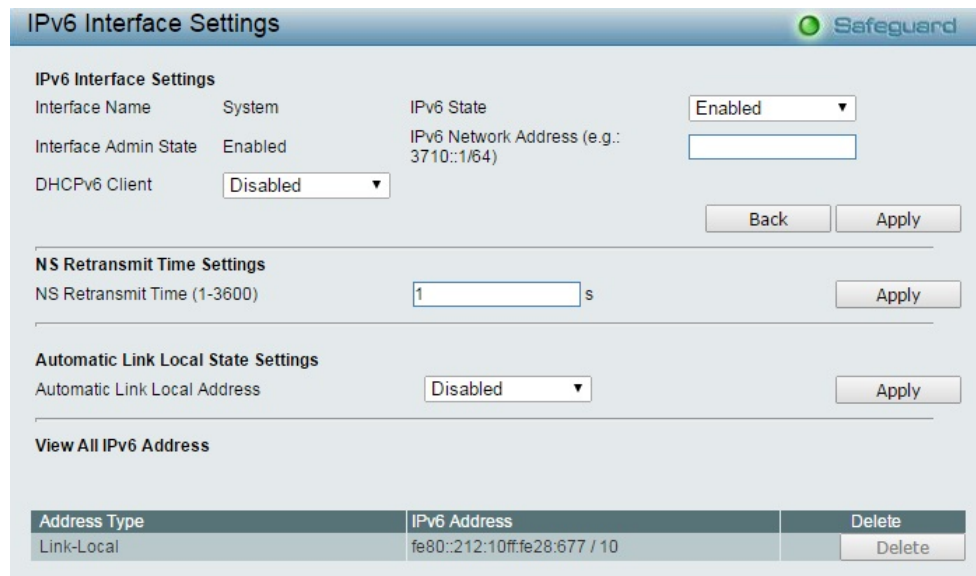 IPv6 Interface Settings
Safeguard
IPv6 Interface Settings
Interface Name System IPv6 State Enabled
Interface Admin State Enabled IPv6 Network Address (e.g.:
3710::1/64)
DHCPv6 Client Disabled
Back Apply
NS Retransmit Time Settings
NS Retransmit Time (1-3600) 1 s Apply
Automatic Link Local State Settings
Automatic Link Local Address Disabled Apply
View All IPv6 Address
Address Type IPv6 Address Delete
Link-Local fe80::212:10ff:fe28:677 / 10 Delete